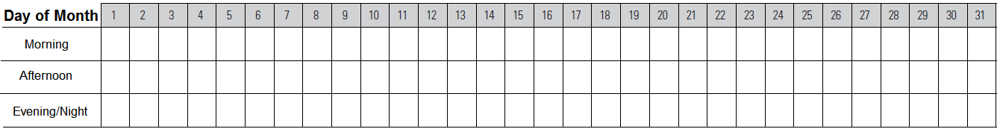 Day of Month 1 2 3 4 5 6 7 8 9 10 11 12 13 14 15 16 17 18 19 20 21 22 23 24 25 26 27 28 29 30 31
Morning
Afternoon
Evening/Night